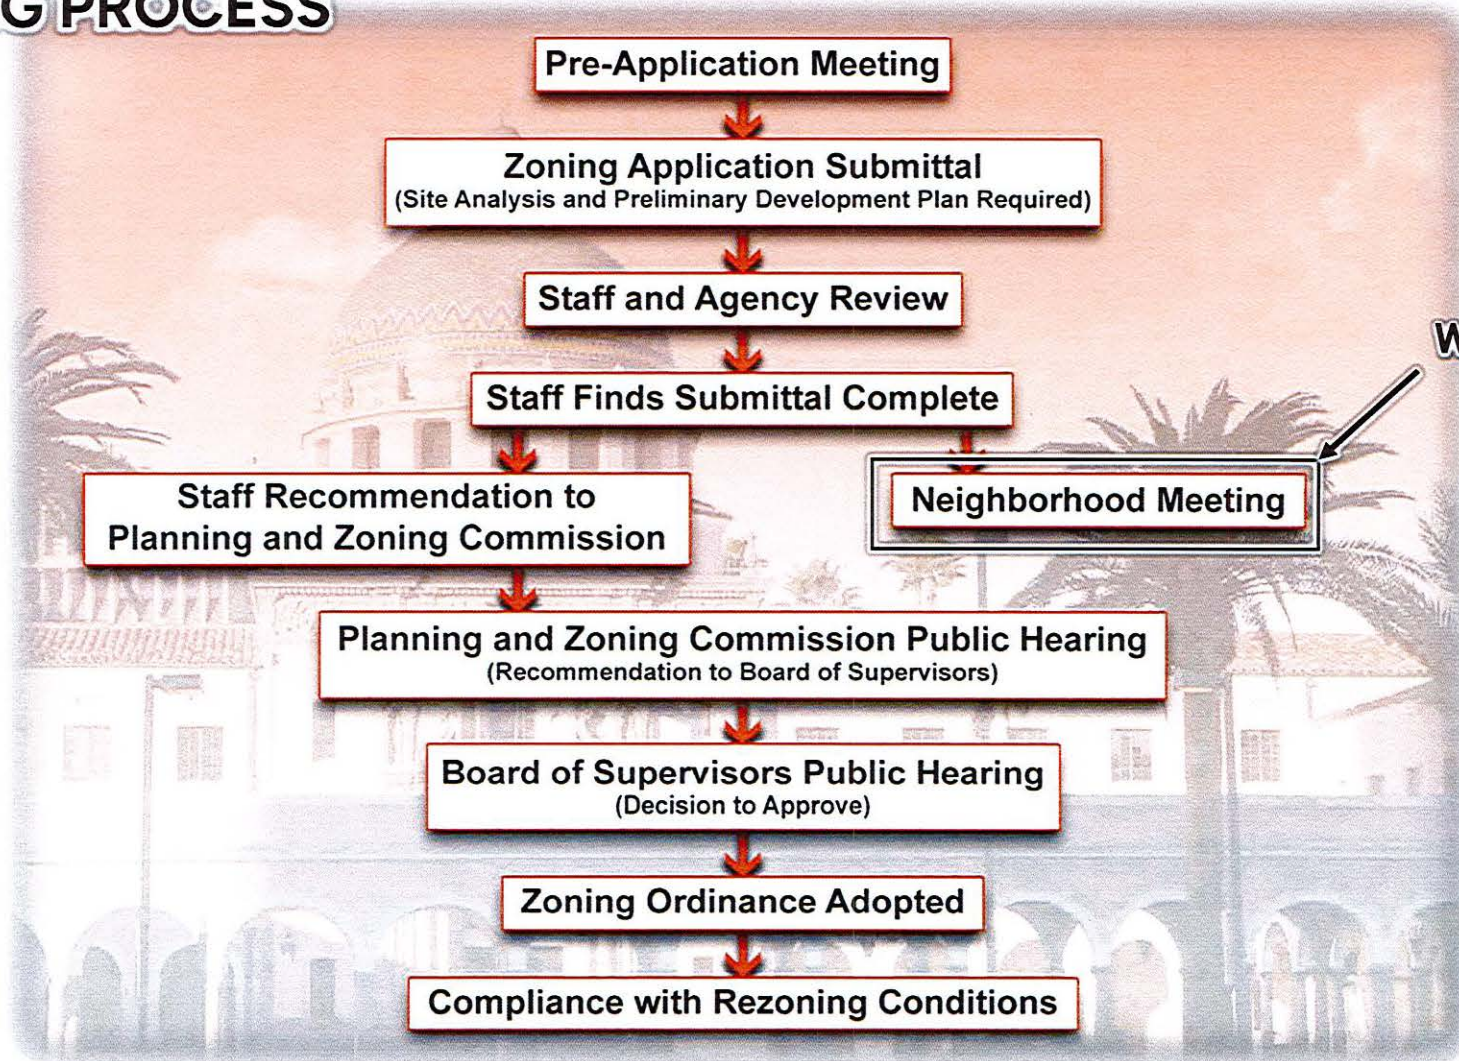 G PROCESS
Pre-Application Meeting
Zoning Application Submittal
(Site Analysis and Preliminary Development Plan Required)
Staff and Agency Review
Staff Finds Submittal Complete
W
Staff Recommendation to
Planning and Zoning Commission
Neighborhood Meeting
Planning and Zoning Commission Public Hearing
(Recommendation to Board of Supervisors)
Board of Supervisors Public Hearing
(Decision to Approve)
Zoning Ordinance Adopted
Compliance with Rezoning Conditions